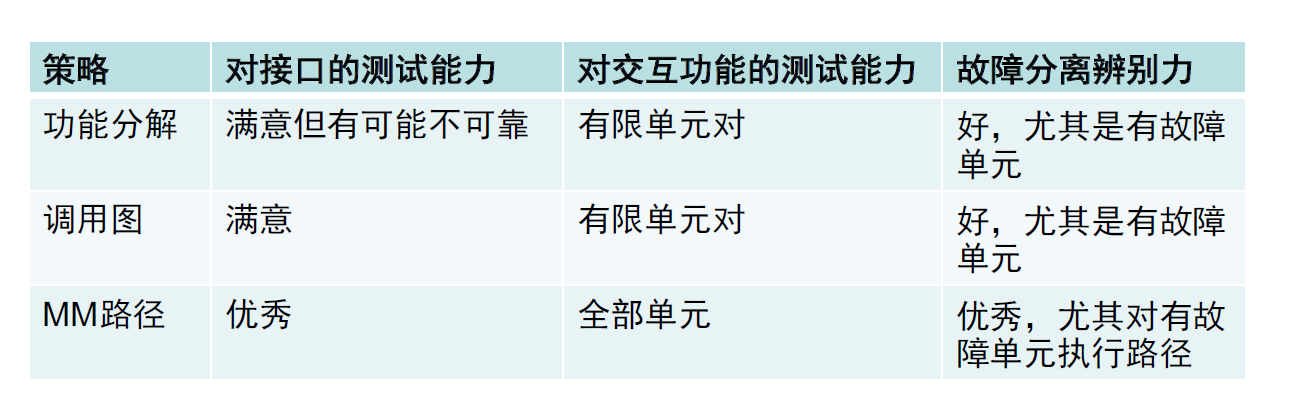 策略 对接口的测试能力 对交互功能的测试能力 故障分离辨别力
功能分解 满意但有可能不可靠 有限单元对 好，尤其是有故障
单元
调用图 满意 有限单元对 好，尤其是有故障
单元
MM路径 优秀 全部单元 优秀，尤其对有故
障单元执行路径